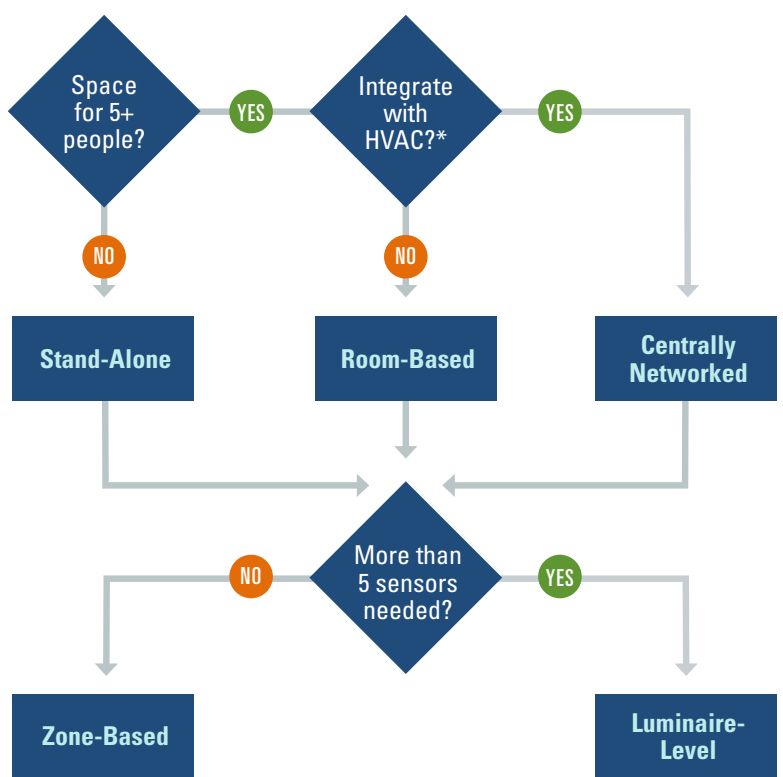 Space
for 5+
people?
YES
Integrate
with
HVAC?*
YES
NO
NO
Stand-Alone
Room-Based
Centrally
Networked
More than
5 sensors
needed?
NO
YES
Zone-Based
Luminaire-
Level